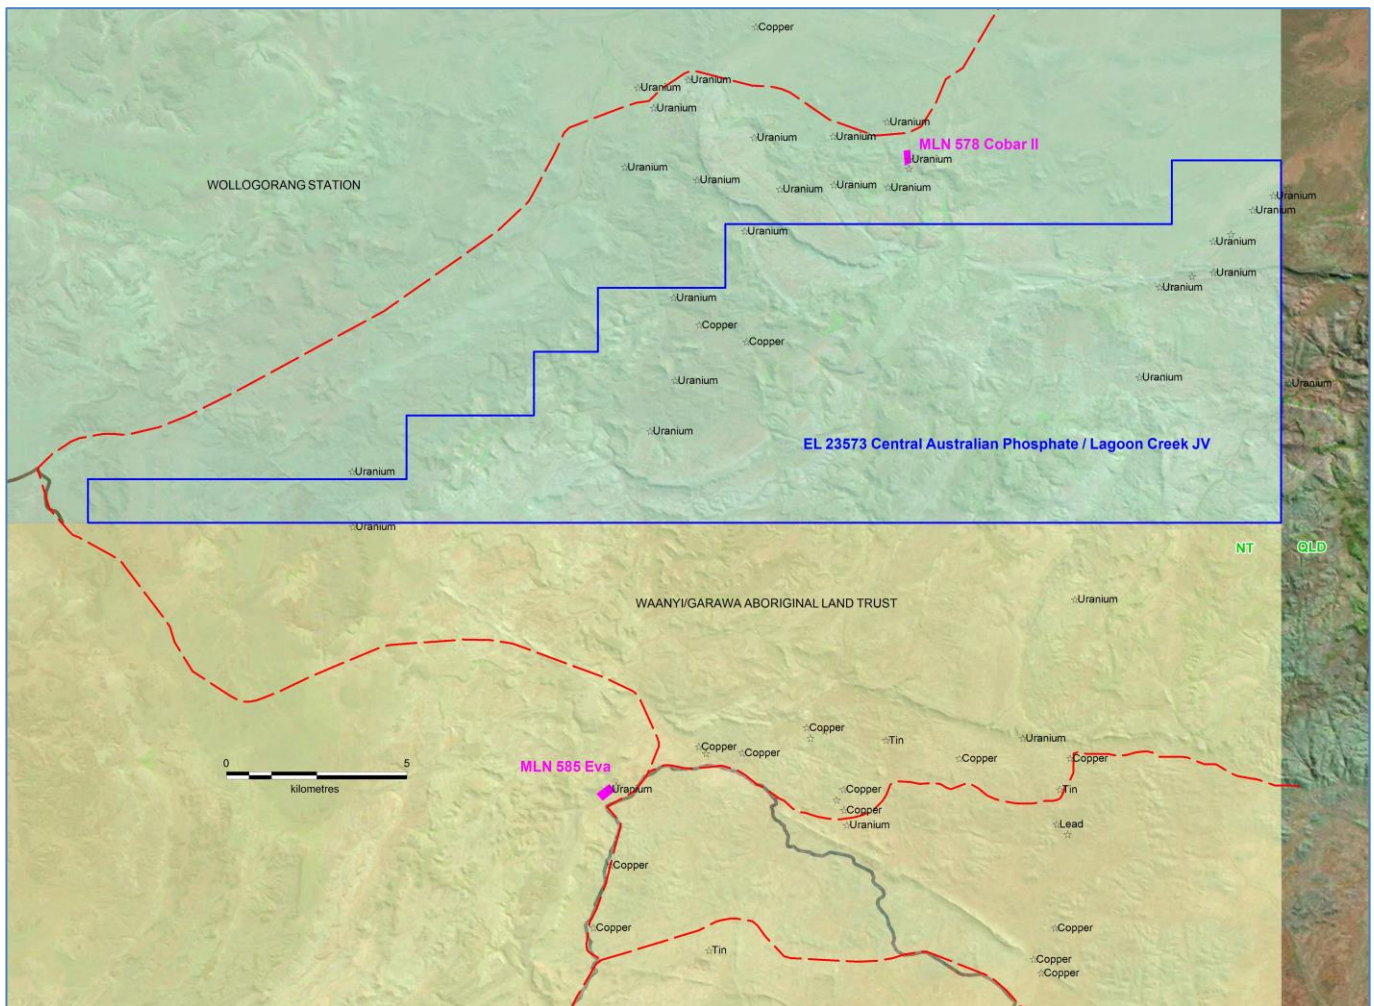 Copper
Uranium
Uranium
Uranium
Uranium
Uranium
Uranium
MLN 578 Cobar II
Uranium
Uranium
Uranium
WOLLOGORANG STATION
Uranium
Uranium
Uranium
Uranium
Uranium
Uranium
Uranium
Uranium
Uranium
Uranium
Copper
Copper
Uranium
Uranium
Uranium
Uranium
EL 23573 Central Australian Phosphate / Lagoon Creek JV
Uranium
Uranium
NT QLD
Uranium
WAANYI/GARAWA ABORIGINAL LAND TRUST
Copper
Uranium
Tin
Copper
Copper
Copper
Copper
MLN 585 Eva
0 5
kilometres
Uranium
Copper
Tin
Copper
Uranium
Lead
Copper
Copper
Copper
Tin
Copper
Copper